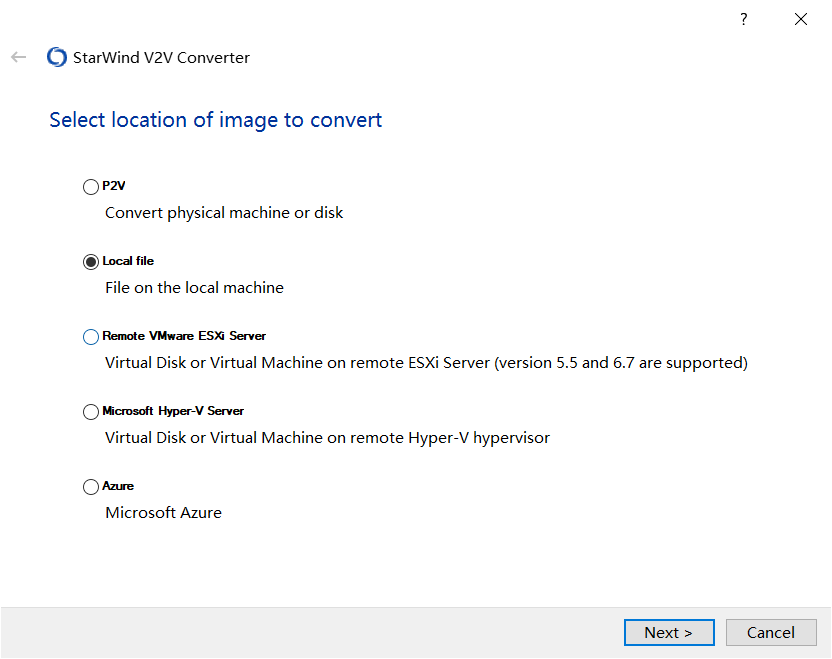 ?
StarWind V2V Converter
Select location of image to convert
P2V
Convert physical machine or disk
Local file
File on the local machine
Remote VMware ESXi Server
Virtual Disk or Virtual Machine on remote ESXi Server (version 5.5 and 6.7 are supported)
Microsoft Hyper-V Server
Virtual Disk or Virtual Machine on remote Hyper-V hypervisor
Azure
Microsoft Azure
Next >
Cancel